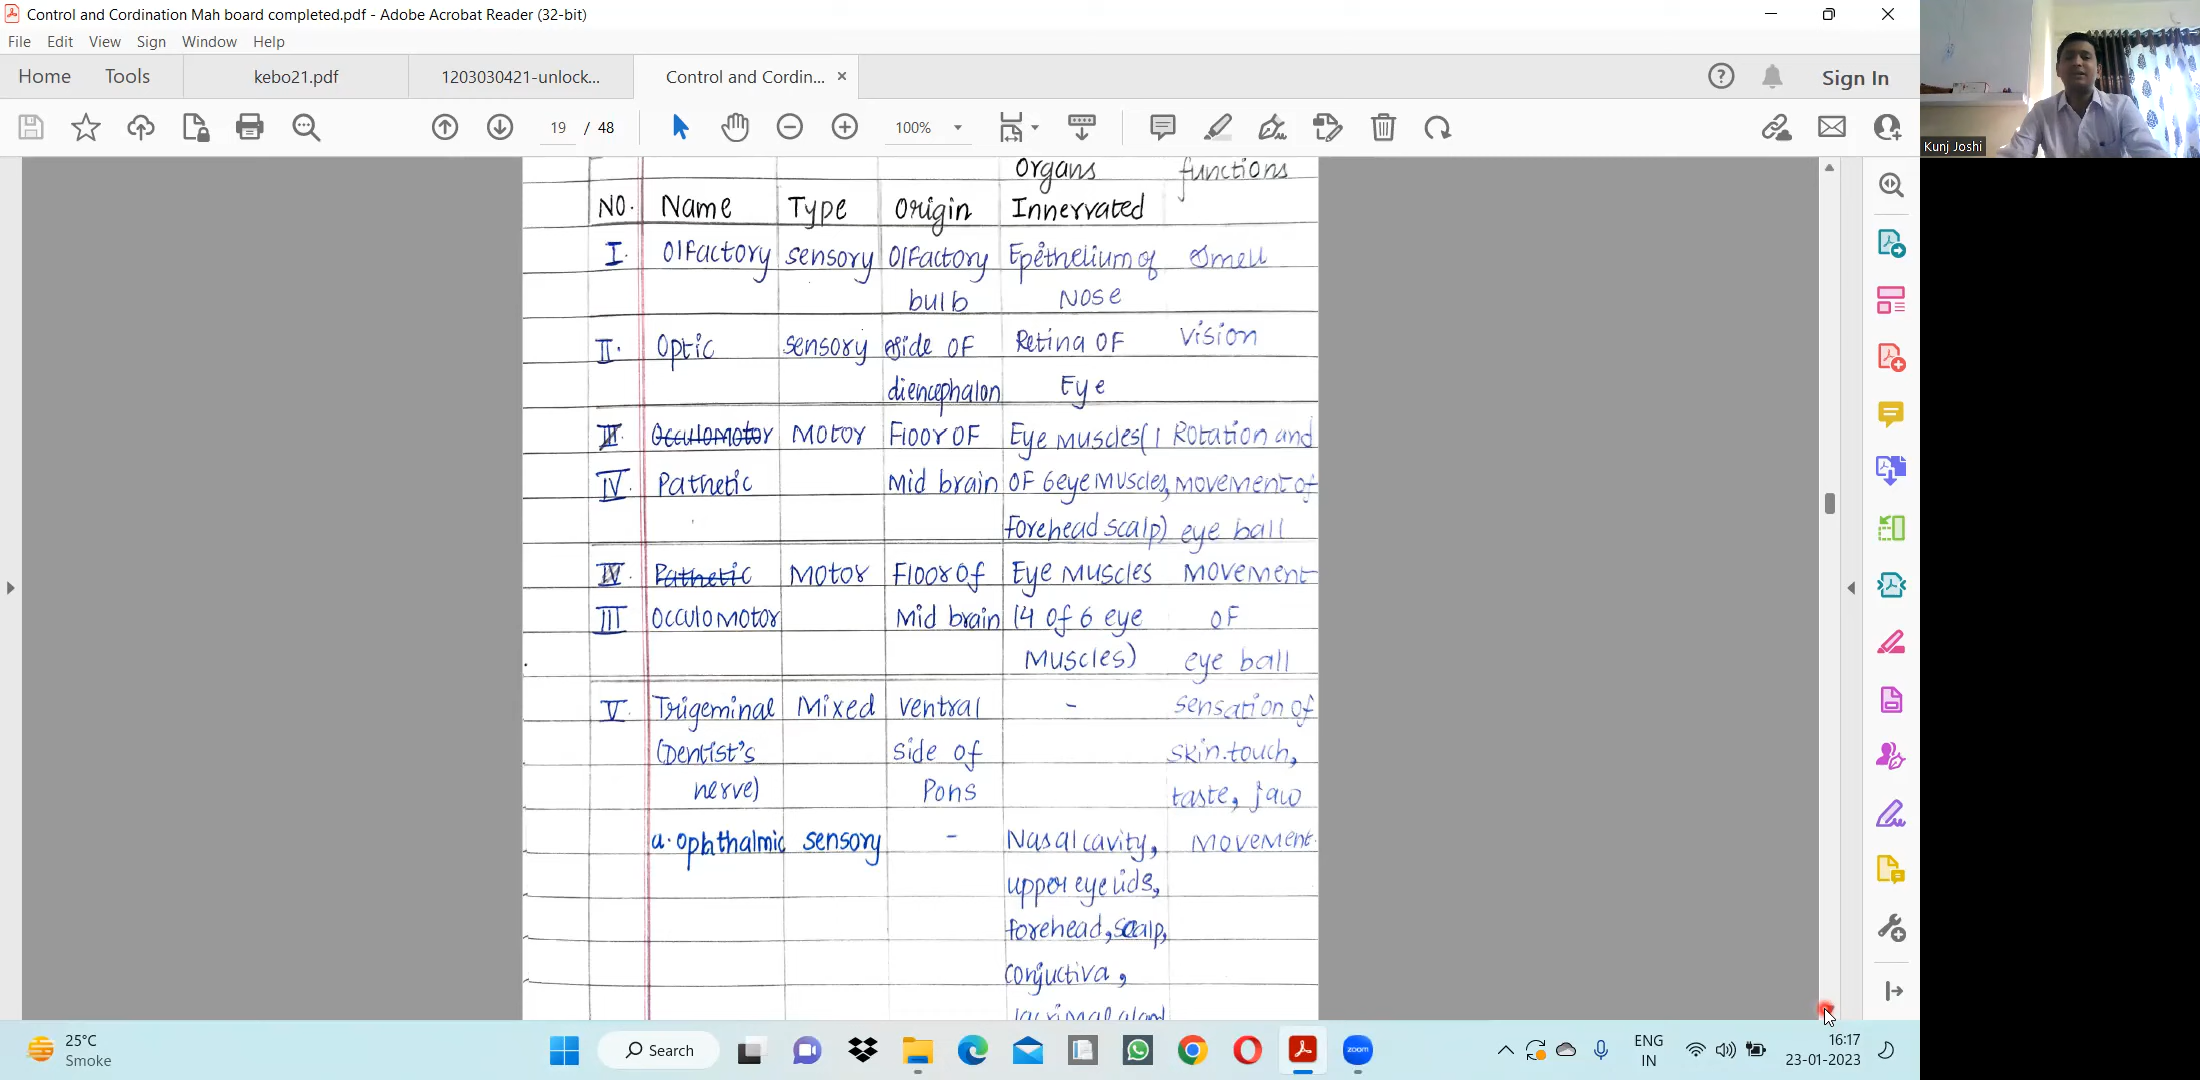 Control and Cordination Mah board completed.pdf - Adobe Acrobat Reader (32-bit)
File Edit View Sign Window Help
Home Tools kebo21.pdf 1203030421-unlock... Control and Cordin... × Sign In
19 / 48 100%
Kunj Joshi
Organs functions
NO. Name Type Origin Innervated
I. Olfactory sensory Olfactory Epithelium of Smell
bulb Nose
II. Optic sensory side of Retina of vision
diencephalon Eye
III. Occulomotor Motor Floor of Eye muscles (1 Rotation and
IV. Pathetic Mid brain of 6 eye muscles, movement of
forehead scalp) eye ball
IV Pathetic Motor Floor of Eye muscles movement
III Occulomotor Mid brain (4 of 6 eye of
Muscles) eye ball
V. Trigeminal Mixed ventral - sensation of
(Dentist's side of skin.touch,
nerve) Pons taste, jaw
a. ophthalmic sensory - Nasal cavity, movement.
upper eye lids,
forehead, scalp,
conjuctiva,
lacrimal gland
25°C
Smoke
Search
zoom
ENG
IN
16:17
23-01-2023